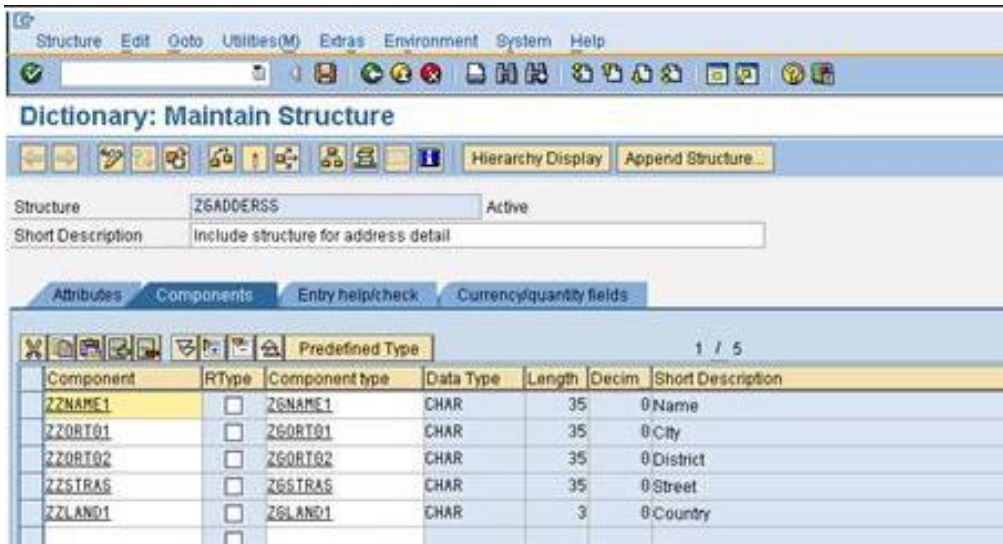 Structure Edit Goto Utilities(M) Extras Environment System Help
Dictionary: Maintain Structure
Hierarchy Display Append Structure...
Structure ZGADDERSS Active
Short Description Include structure for address detail
Attributes Components Entry help/check Currency/quantity fields
Predefined Type 1 / 5
Component RType Component type Data Type Length Decim Short Description
ZZNAME1 ZGNAME1 CHAR 35 0 Name
ZZORT01 ZGORT01 CHAR 35 0 City
ZZORT02 ZGORT02 CHAR 35 0 District
ZZSTRAS ZGSTRAS CHAR 35 0 Street
ZZLAND1 ZGLAND1 CHAR 3 0 Country